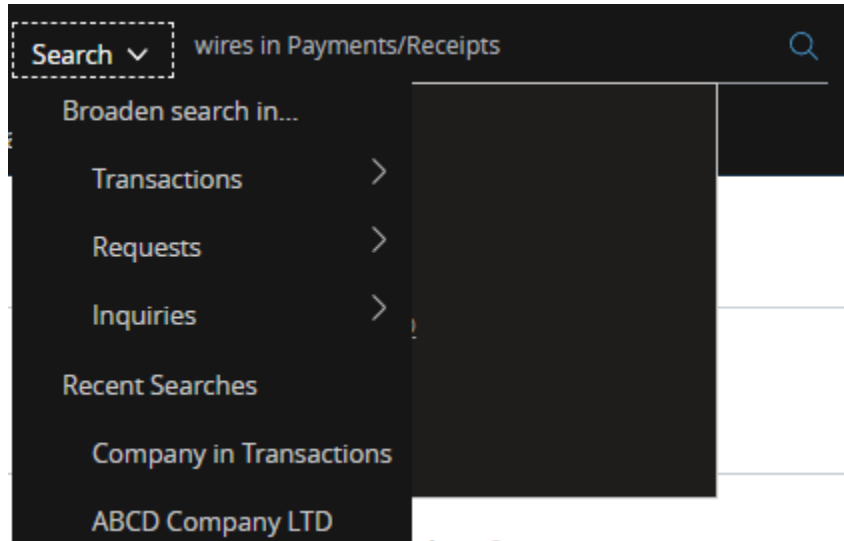 Search
wires in Payments/Receipts
Broaden search in...
Transactions
Requests
Inquiries
Recent Searches
Company in Transactions
ABCD Company LTD